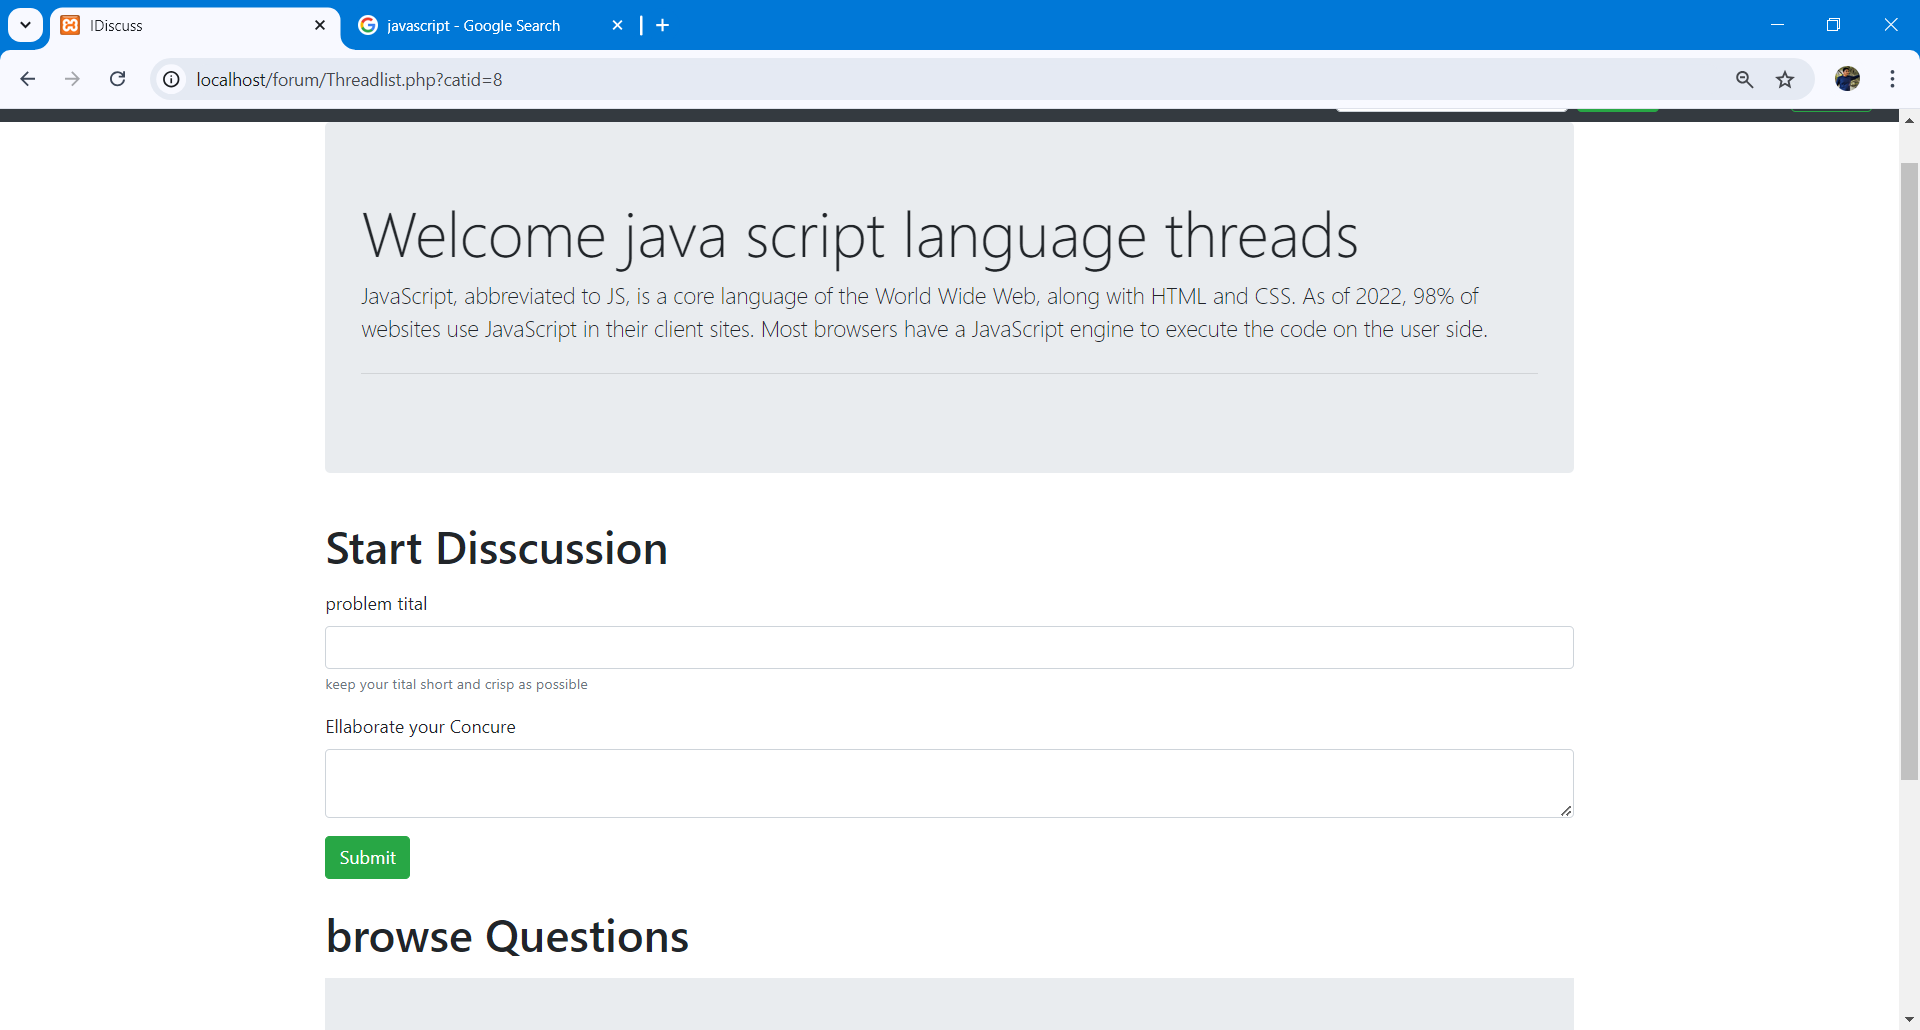 IDiscuss
javascript - Google Search
localhost/forum/Threadlist.php?catid=8
Welcome java script language threads
JavaScript, abbreviated to JS, is a core language of the World Wide Web, along with HTML and CSS. As of 2022, 98% of
websites use JavaScript in their client sites. Most browsers have a JavaScript engine to execute the code on the user side.
Start Disscussion
problem tital
keep your tital short and crisp as possible
Ellaborate your Concure
Submit
browse Questions